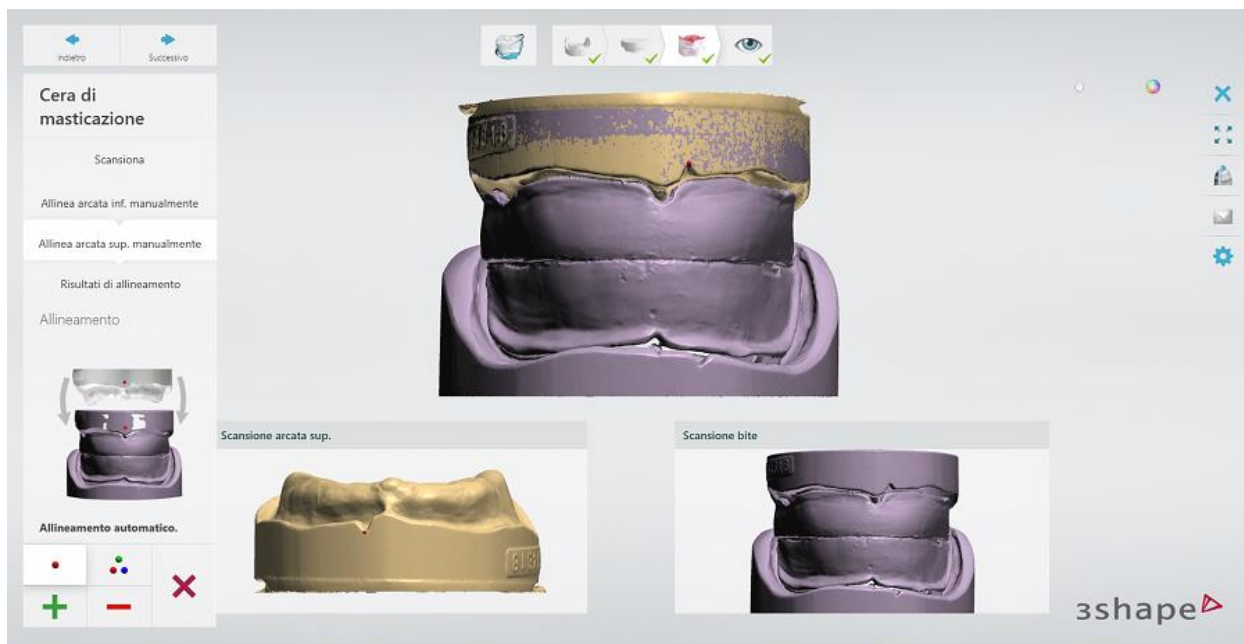 Indietro
Successivo
Cera di
masticazione
Scansiona
Allinea arcata inf. manualmente
Allinea arcata sup. manualmente
Risultati di allineamento
Allineamento
Allineamento automatico.
Scansione arcata sup.
Scansione bite
3shape